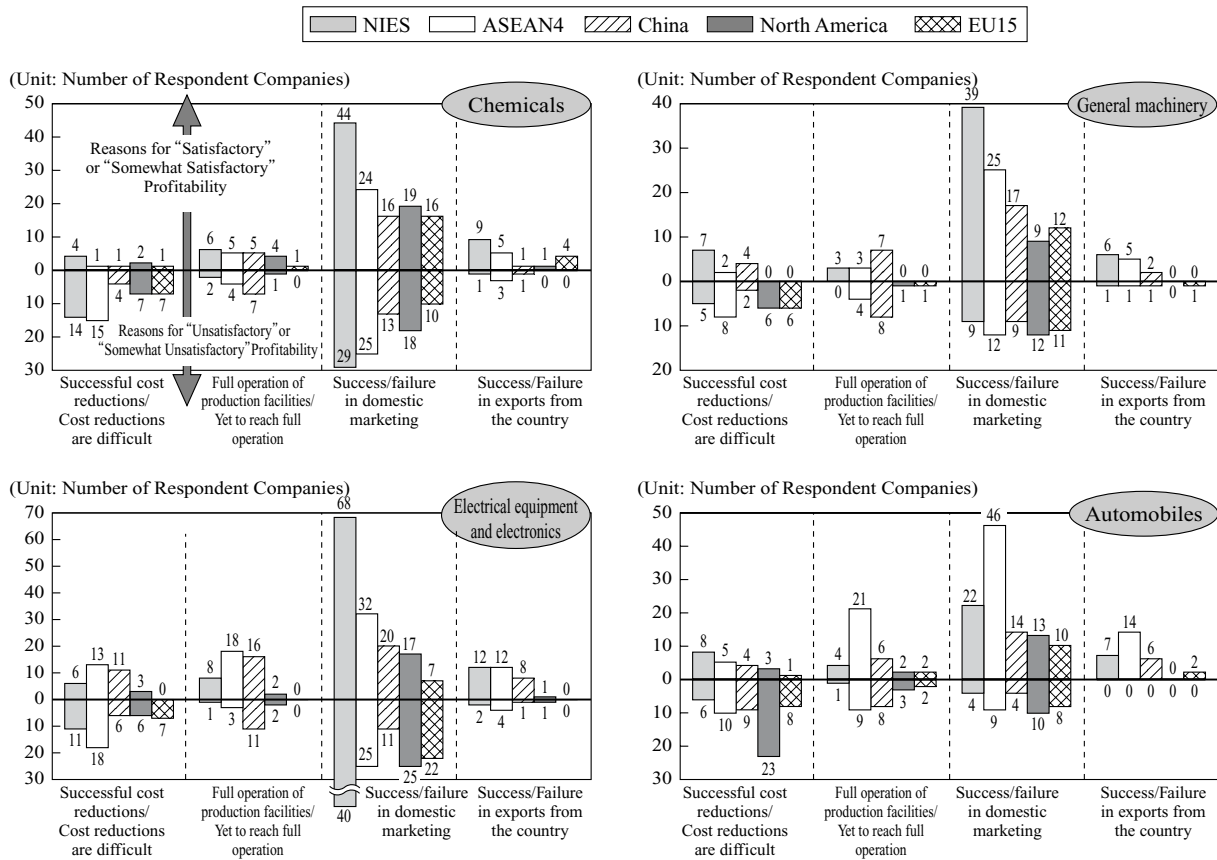 NIES ASEAN4 China North America EU15
(Unit: Number of Respondent Companies)
Chemicals
50
40
30
20
10
0
10
20
30
Reasons for “Satisfactory”
or “Somewhat Satisfactory”
Profitability
Reasons for “Unsatisfactory” or
“Somewhat Unsatisfactory” Profitability
4 1 1 2 1
14 15 4 7 7
6 5 5 4 1
2 4 7 1 0
44 24 16 19 16
29 25 13 18 10
9 5 1 1 4
1 3 1 0 0
Successful cost
reductions/
Cost reductions
are difficult
Full operation of
production facilities/
Yet to reach full
operation
Success/failure
in domestic
marketing
Success/Failure
in exports from
the country
(Unit: Number of Respondent Companies)
General machinery
40
30
20
10
0
10
20
7 2 4 0 0
5 8 2 6 6
3 3 7 0 0
0 4 8 1 1
39 25 17 9 12
9 12 9 12 11
6 5 2 0 0
1 1 1 0 1
Successful cost
reductions/
Cost reductions
are difficult
Full operation of
production facilities/
Yet to reach full
operation
Success/failure
in domestic
marketing
Success/Failure
in exports from
the country
(Unit: Number of Respondent Companies)
Electrical equipment
and electronics
70
60
50
40
30
20
10
0
10
20
30
6 13 11 3 0
11 18 6 6 7
8 18 16 2 0
1 3 11 2 0
68 32 20 17 7
40 25 11 25 22
12 12 8 1 0
2 4 1 1 0
Successful cost
reductions/
Cost reductions
are difficult
Full operation of
production facilities/
Yet to reach full
operation
Success/failure
in domestic
marketing
Success/Failure
in exports from
the country
(Unit: Number of Respondent Companies)
Automobiles
50
40
30
20
10
0
10
20
30
8 5 4 3 1
6 10 9 23 8
4 21 6 2 2
1 9 8 3 2
22 46 14 13 10
4 9 4 10 8
7 14 6 0 2
0 0 0 0 0
Successful cost
reductions/
Cost reductions
are difficult
Full operation of
production facilities/
Yet to reach full
operation
Success/failure
in domestic
marketing
Success/Failure
in exports from
the country